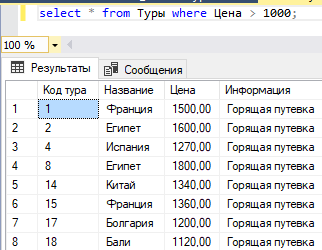 select * from Туры where Цена > 1000;
100 %
Результаты Сообщения
Код тура Название Цена Информация
1 1 Франция 1500,00 Горящая путевка
2 2 Египет 1600,00 Горящая путевка
3 4 Испания 1270,00 Горящая путевка
4 8 Египет 1800,00 Горящая путевка
5 14 Китай 1340,00 Горящая путевка
6 15 Франция 1360,00 Горящая путевка
7 17 Болгария 1200,00 Горящая путевка
8 18 Бали 1120,00 Горящая путевка